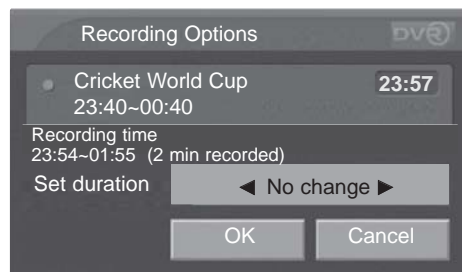 Recording Options
DVR
Cricket World Cup
23:57
23:40~00:40
Recording time
23:54~01:55 (2 min recorded)
Set duration
◀ No change ▶
OK
Cancel